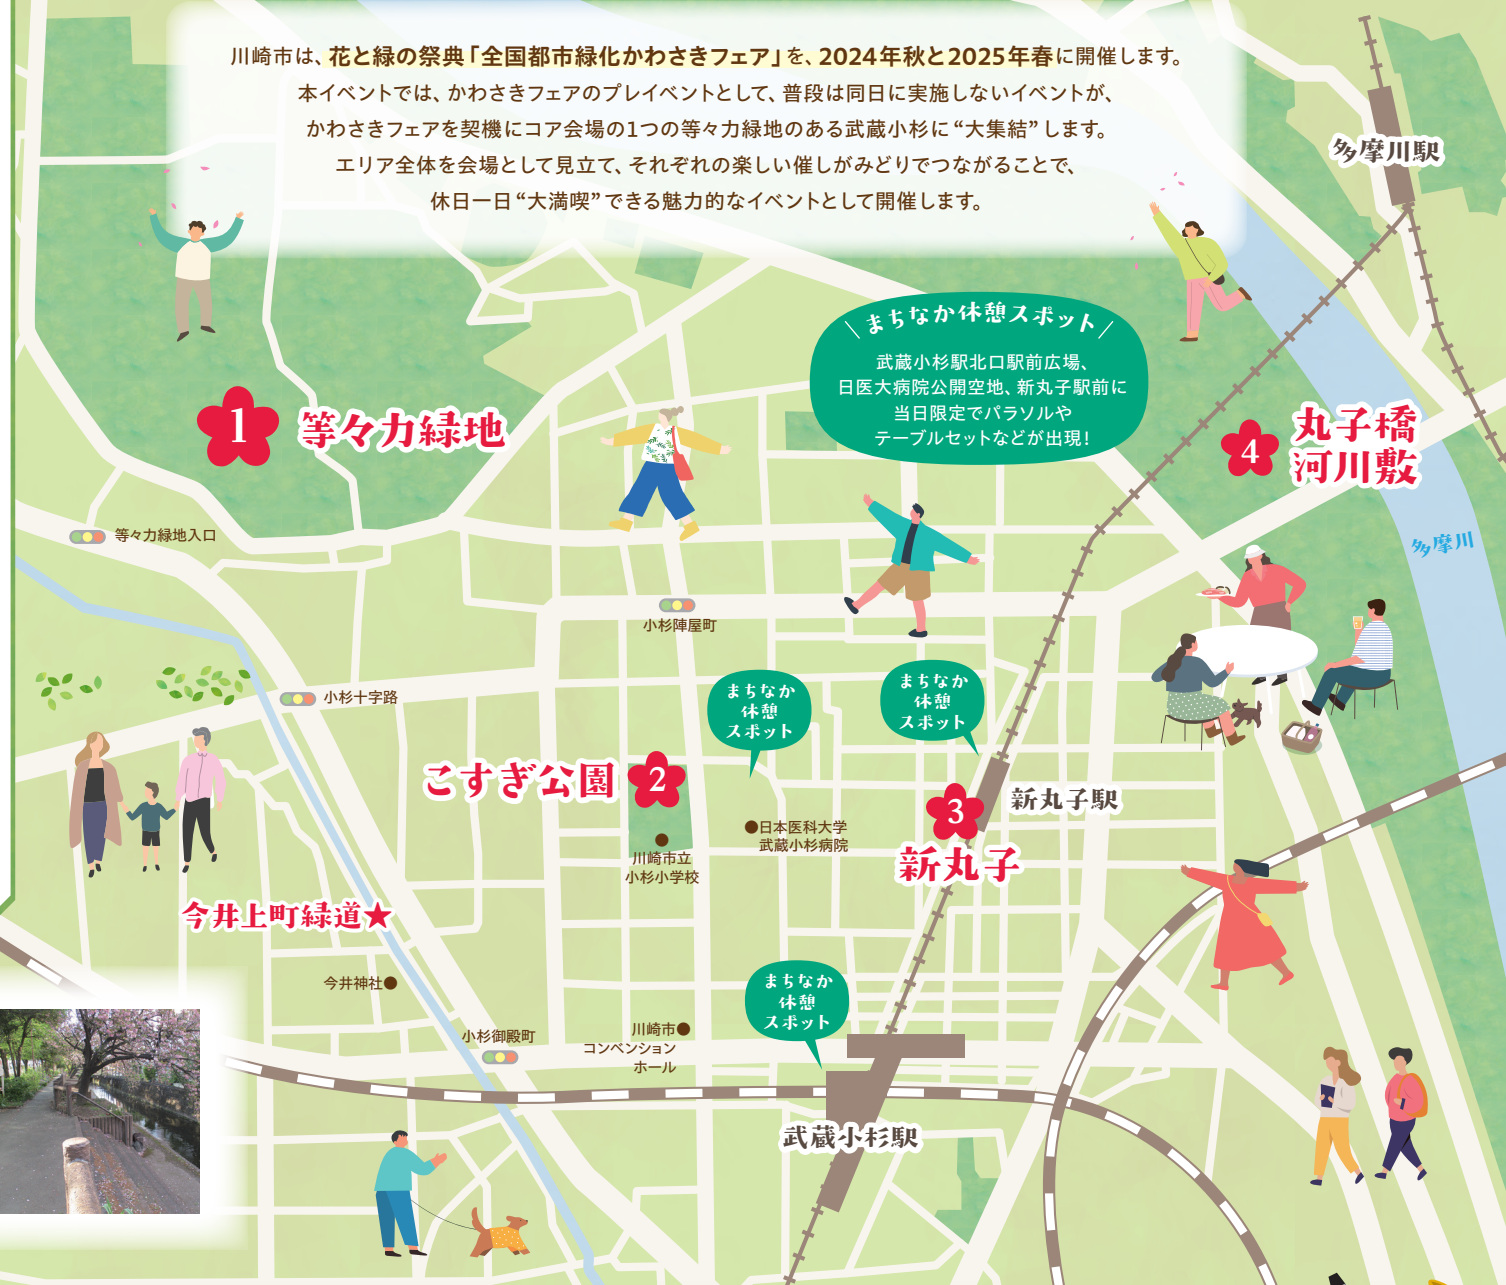 川崎市は、花と緑の祭典「全国都市緑化かわさきフェア」を、2024年秋と2025年春に開催します。
本イベントでは、かわさきフェアのプレイベントとして、普段は同日に実施しないイベントが、
かわさきフェアを契機にコア会場の1つの等々力緑地のある武蔵小杉に“大集結”します。
エリア全体を会場として見立て、それぞれの楽しい催しがみどりでつながることで、
休日一日“大満喫”できる魅力的なイベントとして開催します。
多摩川駅
\まちなか休憩スポット/
武蔵小杉駅北口駅前広場、
日医大病院公開空地、新丸子駅前に
当日限定でパラソルや
テーブルセットなどが出現!
1 等々力緑地
4 丸子橋
河川敷
等々力緑地入口
多摩川
小杉陣屋町
小杉十字路
まちなか
休憩
スポット
まちなか
休憩
スポット
こすぎ公園 2
3
新丸子
新丸子駅
●日本医科大学
武蔵小杉病院
●
川崎市立
小杉小学校
今井上町緑道★
今井神社●
まちなか
休憩
スポット
小杉御殿町
川崎市●
コンベンション
ホール
武蔵小杉駅